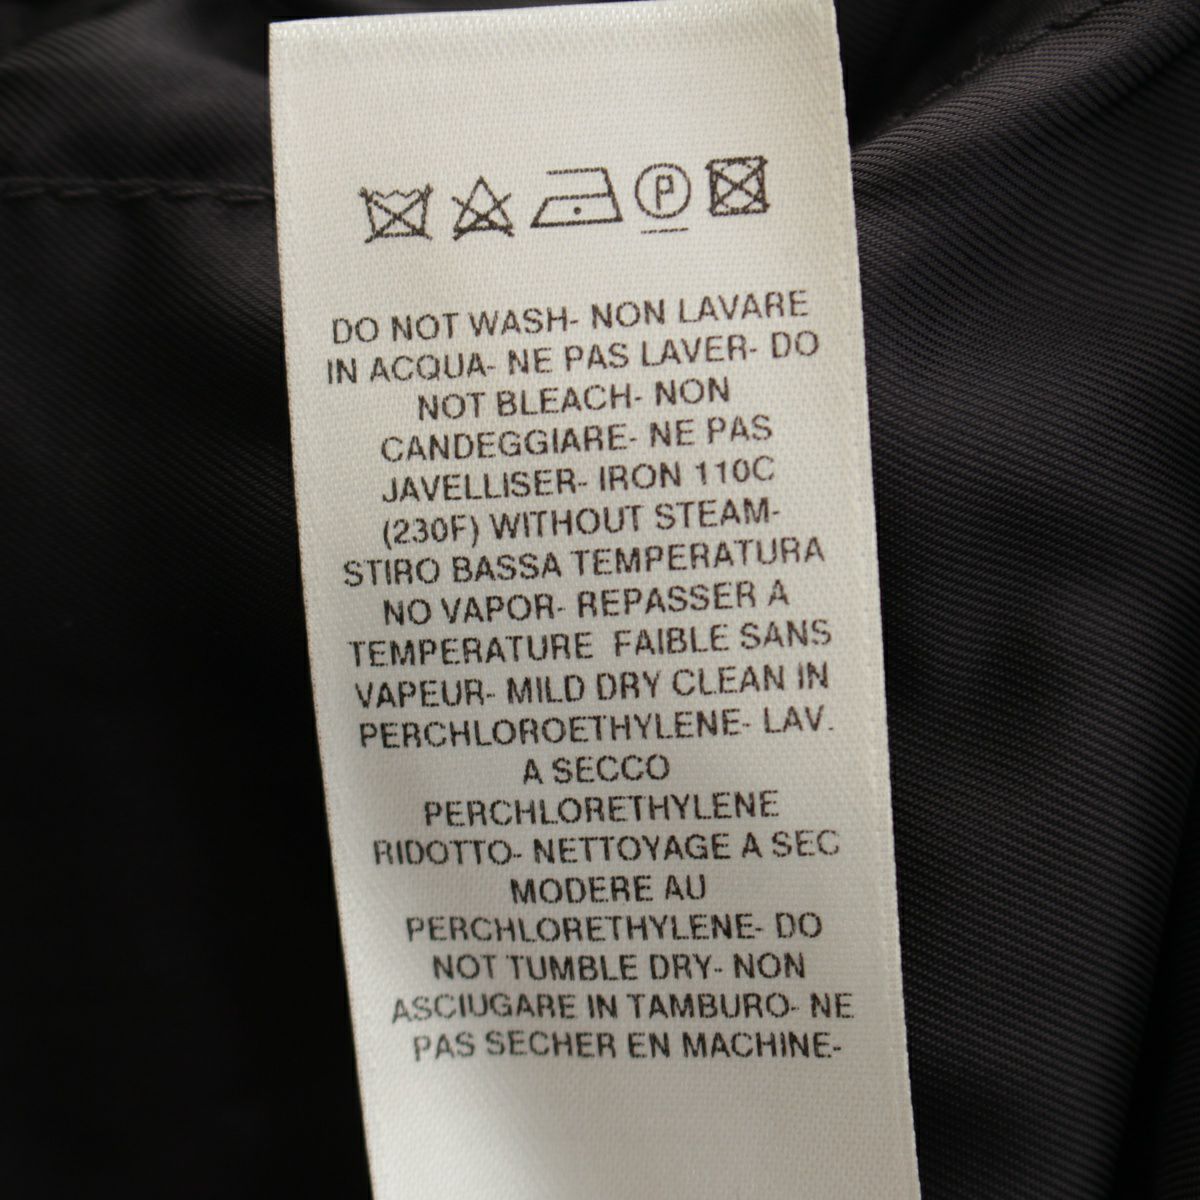 P
DO NOT WASH- NON LAVARE
IN ACQUA- NE PAS LAVER- DO
NOT BLEACH- NON
CANDEGGIARE- NE PAS
JAVELLISER- IRON 110C
(230F) WITHOUT STEAM-
STIRO BASSA TEMPERATURA
NO VAPOR- REPASSER A
TEMPERATURE FAIBLE SANS
VAPEUR- MILD DRY CLEAN IN
PERCHLOROETHYLENE- LAV.
A SECCO
PERCHLORETHYLENE
RIDOTTO- NETTOYAGE A SEC
MODERE AU
PERCHLORETHYLENE- DO
NOT TUMBLE DRY- NON
ASCIUGARE IN TAMBURO- NE
PAS SECHER EN MACHINE-